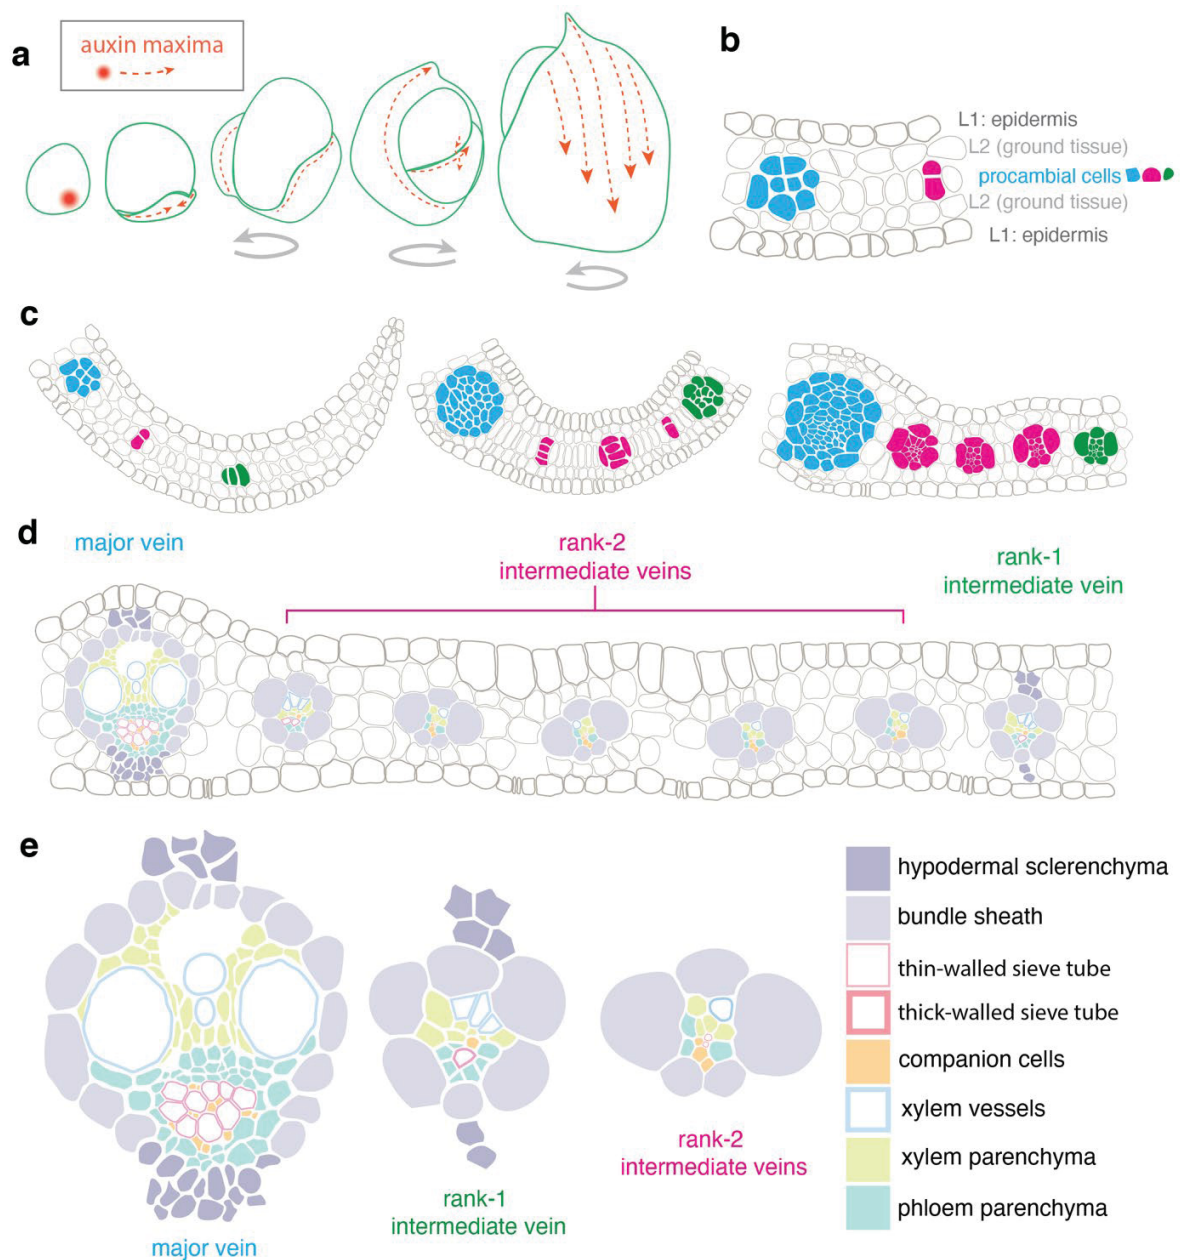 a
auxin maxima
b
L1: epidermis
L2 (ground tissue)
procambial cells
L2 (ground tissue)
L1: epidermis
c
d
major vein
rank-2
intermediate veins
rank-1
intermediate vein
e
hypodermal sclerenchyma
bundle sheath
thin-walled sieve tube
thick-walled sieve tube
companion cells
xylem vessels
xylem parenchyma
phloem parenchyma
major vein
rank-1
intermediate vein
rank-2
intermediate veins